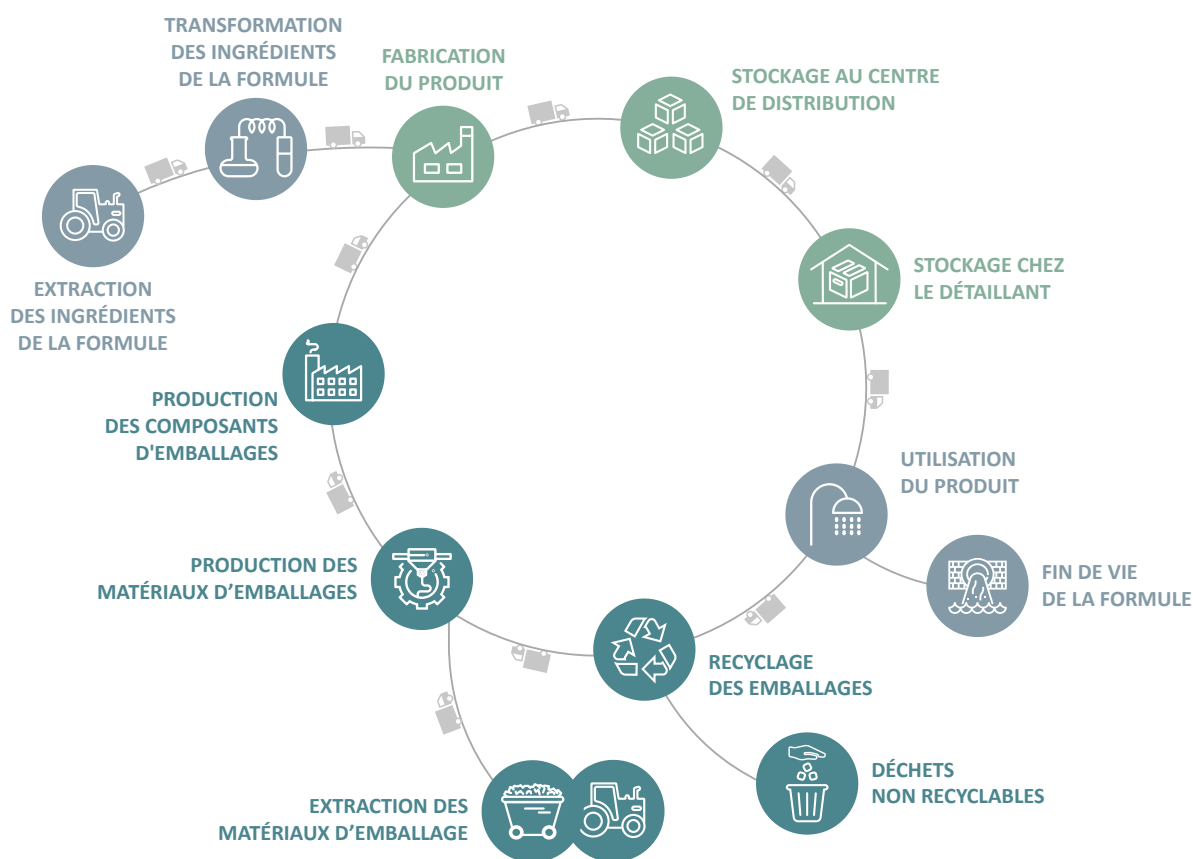 TRANSFORMATION
DES INGRÉDIENTS
DE LA FORMULE
FABRICATION
DU PRODUIT
STOCKAGE AU CENTRE
DE DISTRIBUTION
EXTRACTION
DES INGRÉDIENTS
DE LA FORMULE
STOCKAGE CHEZ
LE DÉTAILLANT
PRODUCTION
DES COMPOSANTS
D'EMBALLAGES
UTILISATION
DU PRODUIT
PRODUCTION DES
MATÉRIAUX D’EMBALLAGES
FIN DE VIE
DE LA FORMULE
RECYCLAGE
DES EMBALLAGES
EXTRACTION DES
MATÉRIAUX D’EMBALLAGE
DÉCHETS
NON RECYCLABLES